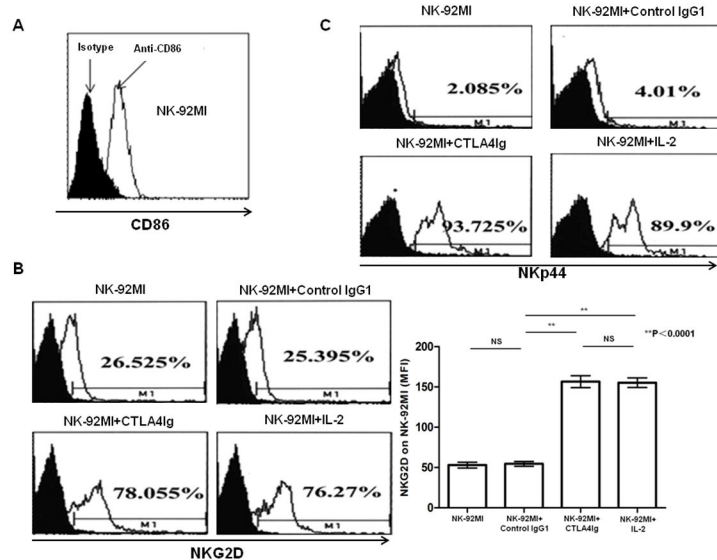 A
Isotype
Anti-CD86
NK-92MI
CD86
B
NK-92MI
26.525%
M1
NK-92MI+Control IgG1
25.395%
M1
NK-92MI+CTLA4Ig
78.055%
M1
NK-92MI+IL-2
76.27%
M1
NKG2D
C
NK-92MI
2.085%
M1
NK-92MI+Control IgG1
4.01%
M1
NK-92MI+CTLA4Ig
93.725%
M1
NK-92MI+IL-2
89.9%
M1
NKp44
NKG2D on NK-92MI (MFI)
200
150
100
50
0
NS
**
**
NS
**P<0.0001
NK-92MI
NK-92MI+
Control IgG1
NK-92MI+
CTLA4Ig
NK-92MI+
IL-2